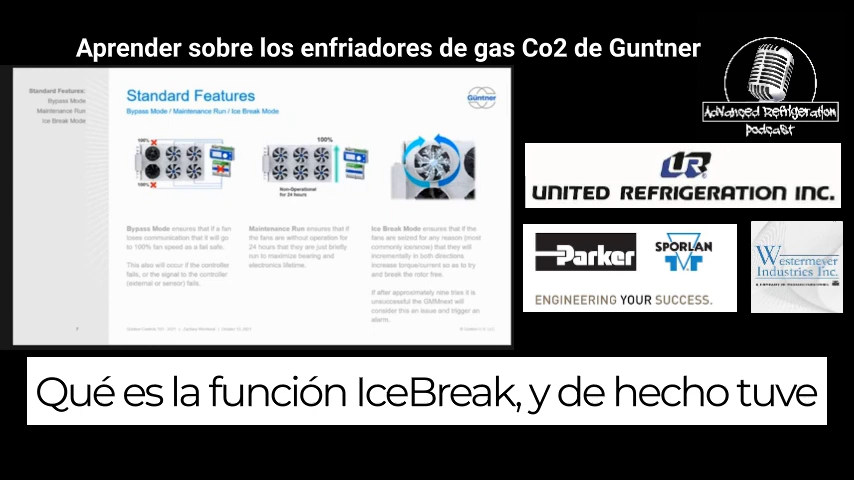 Aprender sobre los enfriadores de gas Co2 de Guntner
Advanced Refrigeration
podcast
Standard Features:
Bypass Mode
Maintenance Run
Ice Break Mode
Standard Features
Bypass Mode / Maintenance Run / Ice Break Mode
Güntner
100%
100%
100%
Non-Operational
for 24 hours
Bypass Mode ensures that if a fan
loses communication that it will go
to 100% fan speed as a fail safe.
This also will occur if the controller
fails, or the signal to the controller
(external or sensor) fails.
Maintenance Run ensures that if
the fans are without operation for
24 hours that they are just briefly
run to maximize bearing and
electronics lifetime.
Ice Break Mode ensures that if the
fans are seized for any reason (most
commonly ice/snow) that they will
incrementally in both directions
increase torque/current so as to try
and break the rotor free.
If after approximately nine tries it is
unsuccessful the GMMnext will
consider this an issue and trigger an
alarm.
UR
UNITED REFRIGERATION INC.
Parker
SPORLAN
ENGINEERING YOUR SUCCESS.
Westermeyer
Industries Inc.
Qué es la función IceBreak, y de hecho tuve